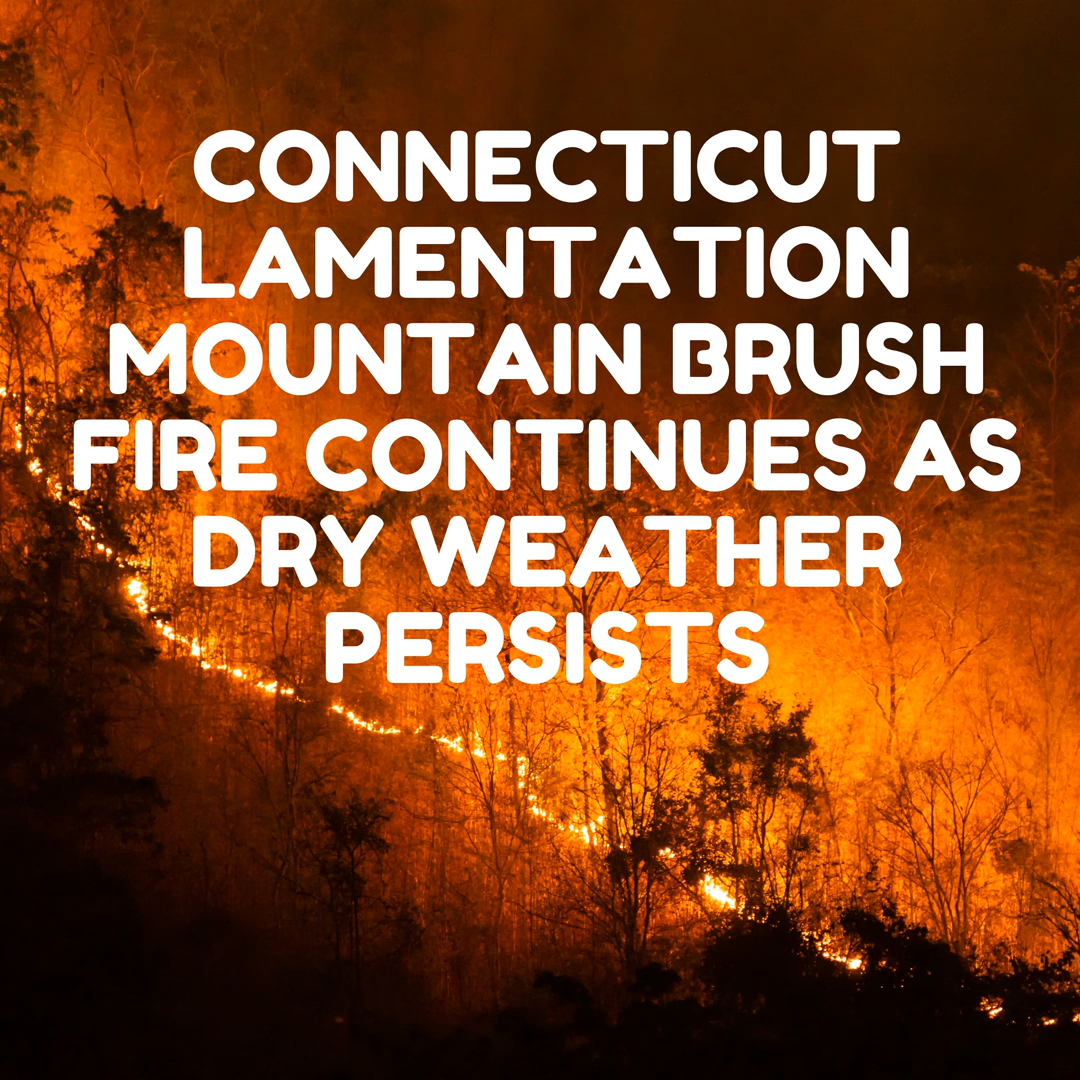 CONNECTICUT
LAMENTATION
MOUNTAIN BRUSH
FIRE CONTINUES AS
DRY WEATHER
PERSISTS